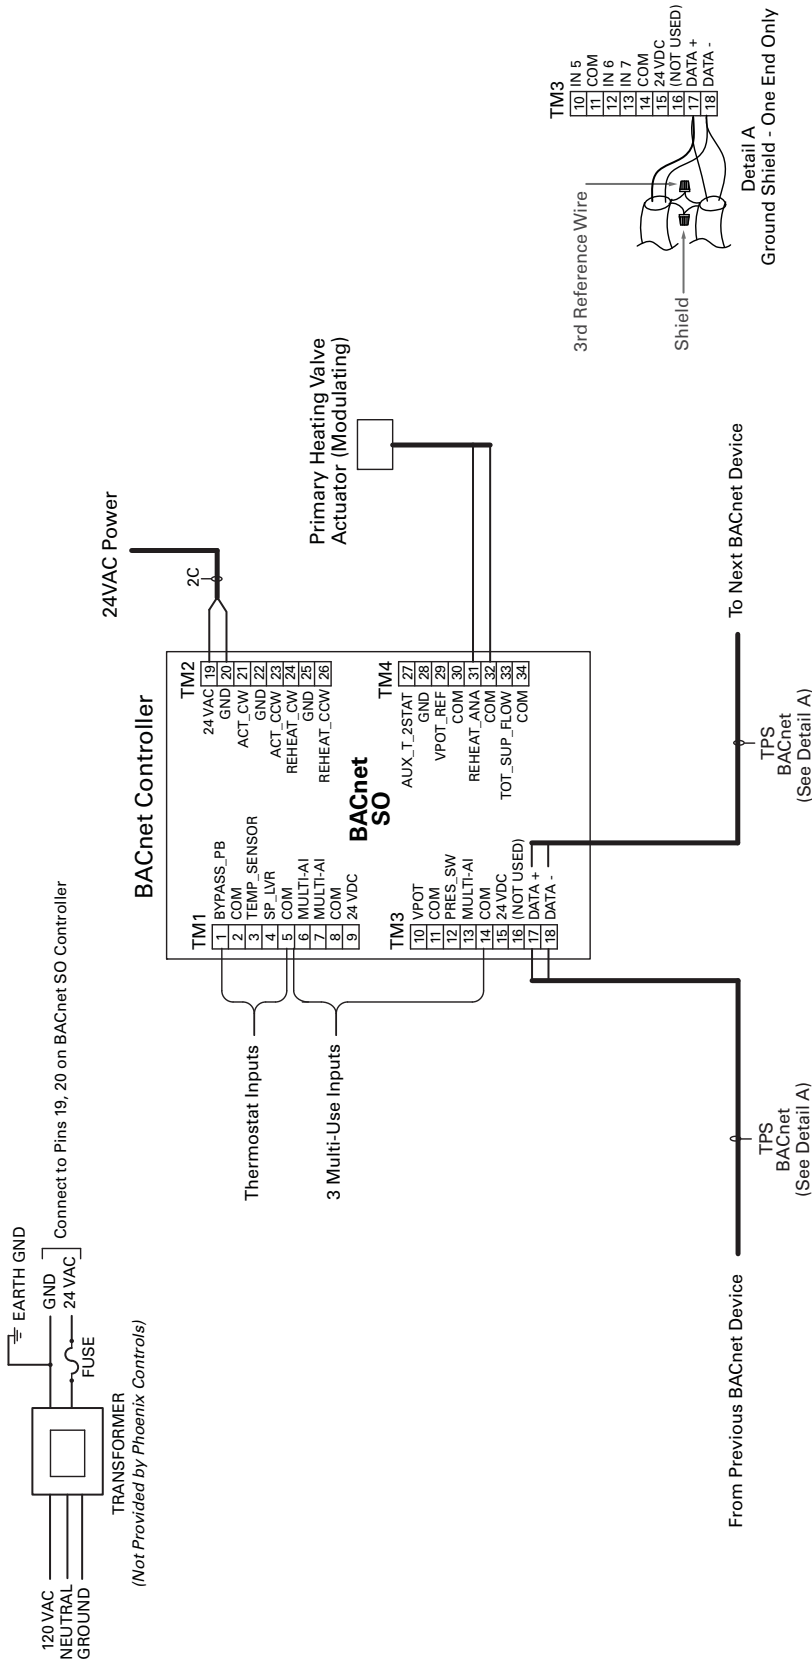 120 VAC
NEUTRAL
GROUND
TRANSFORMER
(Not Provided by Phoenix Controls)
EARTH GND
GND
24 VAC
FUSE
Connect to Pins 19, 20 on BACnet SO Controller
BACnet Controller
24VAC Power
2C
TM1
1 BYPASS_PB
2 COM
3 TEMP_SENSOR
4 SP_LVR
5 COM
6 MULTI-AI
7 MULTI-AI
8 COM
9 24 VDC
Thermostat Inputs
3 Multi-Use Inputs
TM2
24 VAC 19
GND 20
ACT_CW 21
GND 22
ACT_CCW 23
REHEAT_CW 24
GND 25
REHEAT_CCW 26
BACnet
SO
TM3
10 VPOT
11 COM
12 PRES_SW
13 MULTI-AI
14 COM
15 24 VDC
16 (NOT USED)
17 DATA +
18 DATA -
TM4
AUX_T_2STAT 27
GND 28
VPOT_REF 29
COM 30
REHEAT_ANA 31
COM 32
TOT_SUP_FLOW 33
COM 34
Primary Heating Valve
Actuator (Modulating)
From Previous BACnet Device
TPS
BACnet
(See Detail A)
TPS
BACnet
(See Detail A)
To Next BACnet Device
TM3
10 IN 5
11 COM
12 IN 6
13 IN 7
14 COM
15 24 VDC
16 (NOT USED)
17 DATA +
18 DATA -
3rd Reference Wire
Shield
Detail A
Ground Shield - One End Only